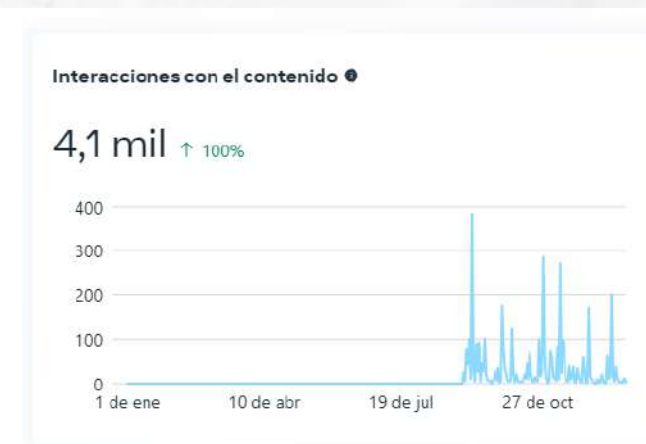 Interacciones con el contenido
4,1 mil ↑ 100%
400
300
200
100
0
1 de ene 10 de abr 19 de jul 27 de oct